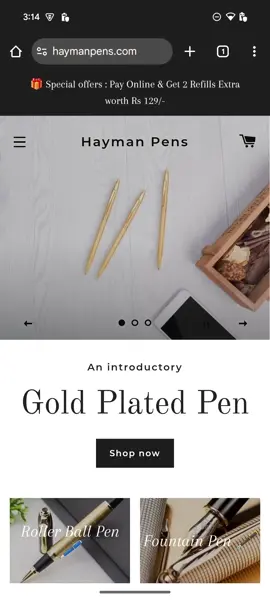 3:14
haymanpens.com
1
🎁 Special offers : Pay Online & Get 2 Refills Extra
worth Rs 129/-
Hayman Pens
An introductory
Gold Plated Pen
Shop now
Roller Ball Pen
Fountain Pen